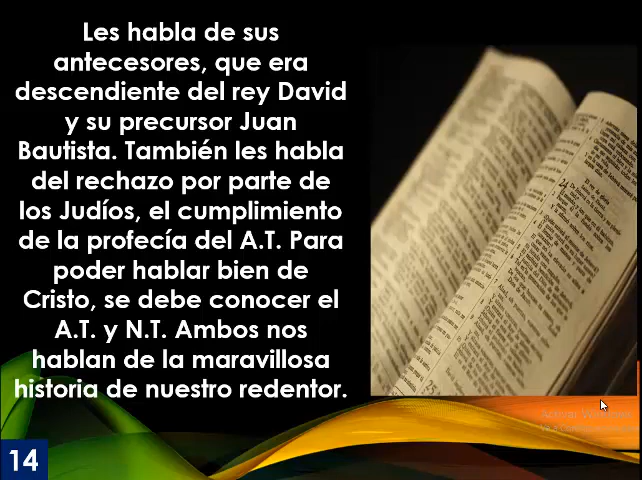 Les habla de sus
antecesores, que era
descendiente del rey David
y su precursor Juan
Bautista. También les habla
del rechazo por parte de
los Judíos, el cumplimiento
de la profecía del A.T. Para
poder hablar bien de
Cristo, se debe conocer el
A.T. y N.T. Ambos nos
hablan de la maravillosa
historia de nuestro redentor.
14
Activar Windows